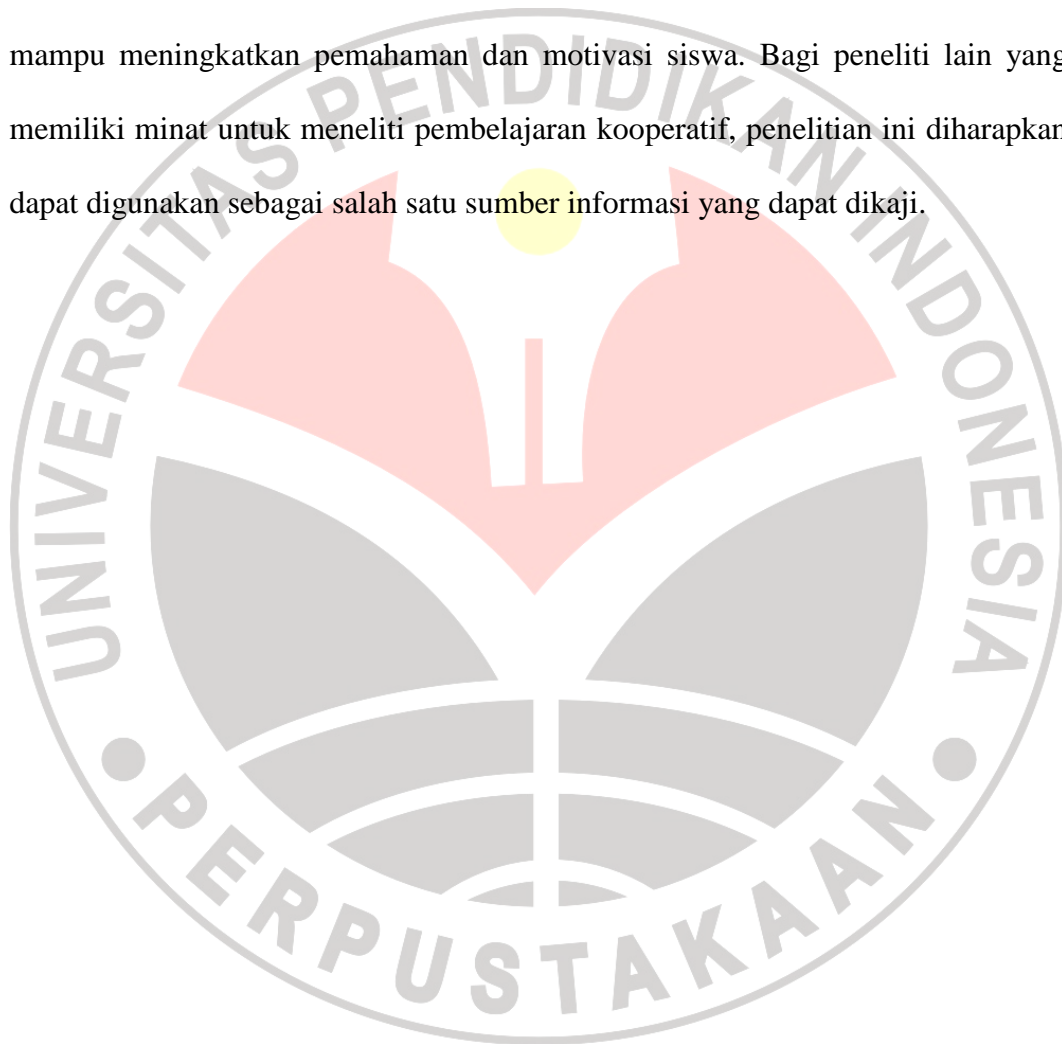 mampu meningkatkan pemahaman dan motivasi siswa. Bagi peneliti lain yang
memiliki minat untuk meneliti pembelajaran kooperatif, penelitian ini diharapkan
dapat digunakan sebagai salah satu sumber informasi yang dapat dikaji.
UNIVERSITAS PENDIDIKAN INDONESIA
PERPUSTAKAAN